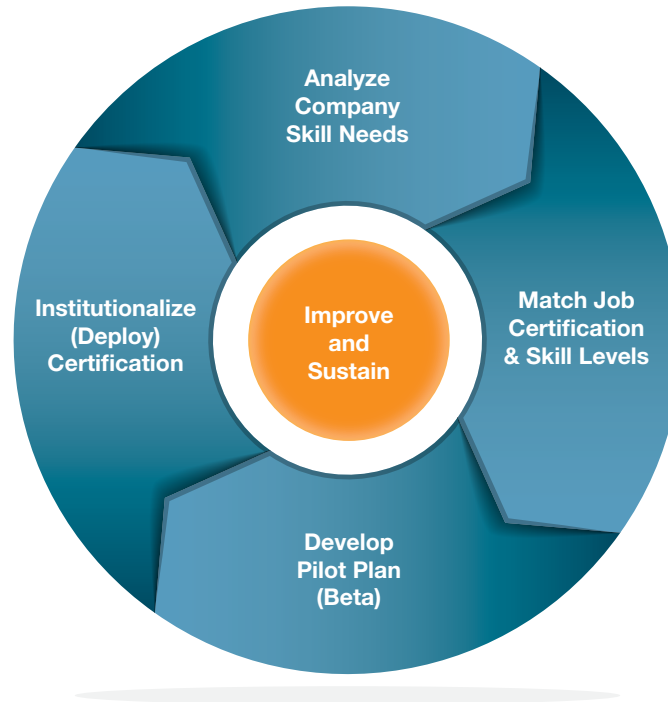 Analyze
Company
Skill Needs
Match Job
Certification
& Skill Levels
Develop
Pilot Plan
(Beta)
Institutionalize
(Deploy)
Certification
Improve
and
Sustain